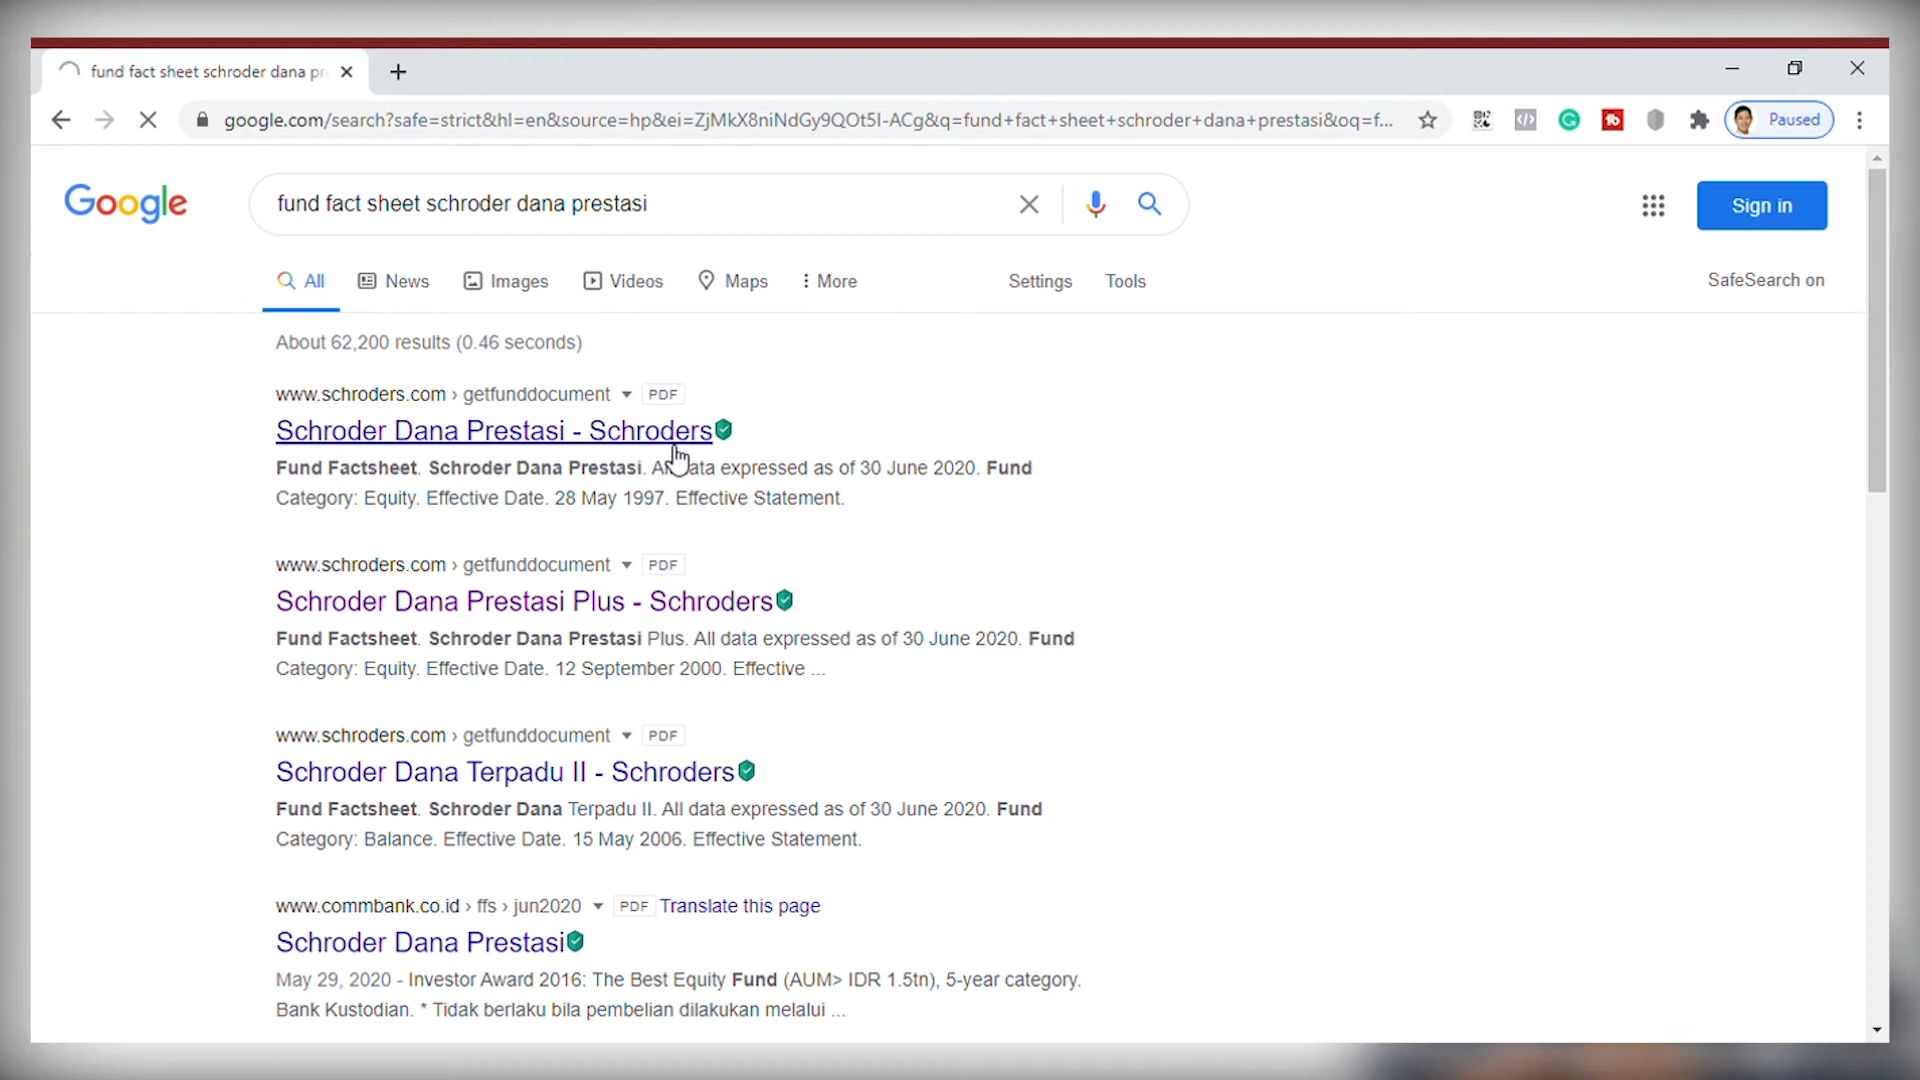 fund fact sheet schroder dana pr
google.com/search?safe=strict&hl=en&source=hp&ei=ZjMkX8niNdGy9QOt5I-ACg&q=fund+fact+sheet+schroder+dana+prestasi&oq=f...
Paused
Google
fund fact sheet schroder dana prestasi
Sign in
All News Images Videos Maps More Settings Tools
SafeSearch on
About 62,200 results (0.46 seconds)
www.schroders.com › getfunddocument PDF
Schroder Dana Prestasi - Schroders
Fund Factsheet. Schroder Dana Prestasi. data expressed as of 30 June 2020. Fund
Category: Equity. Effective Date. 28 May 1997. Effective Statement.
www.schroders.com › getfunddocument PDF
Schroder Dana Prestasi Plus - Schroders
Fund Factsheet. Schroder Dana Prestasi Plus. All data expressed as of 30 June 2020. Fund
Category: Equity. Effective Date. 12 September 2000. Effective ...
www.schroders.com › getfunddocument PDF
Schroder Dana Terpadu II - Schroders
Fund Factsheet. Schroder Dana Terpadu II. All data expressed as of 30 June 2020. Fund
Category: Balance. Effective Date. 15 May 2006. Effective Statement.
www.commbank.co.id › ffs › jun2020 PDF Translate this page
Schroder Dana Prestasi
May 29, 2020 - Investor Award 2016: The Best Equity Fund (AUM> IDR 1.5tn), 5-year category.
Bank Kustodian. * Tidak berlaku bila pembelian dilakukan melalui ...